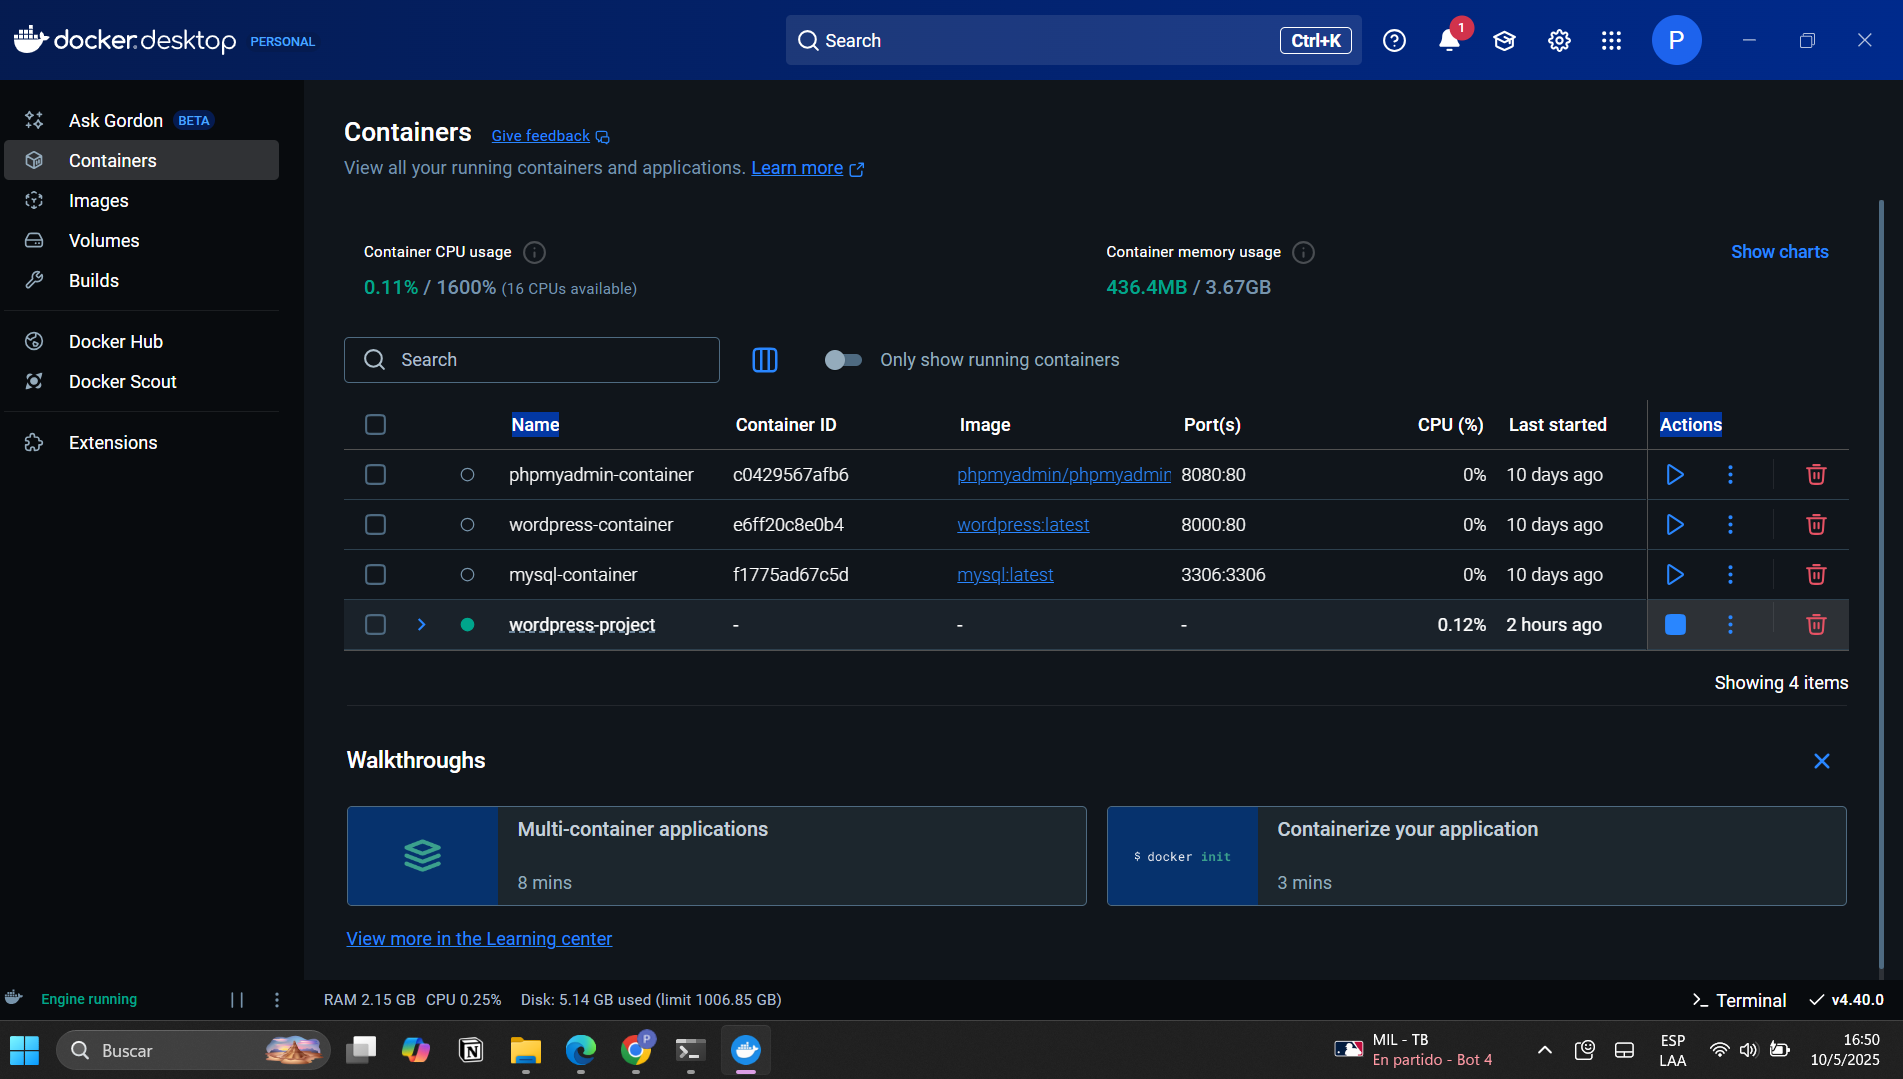 docker.desktop PERSONAL
Search Ctrl+K
1
P
Ask Gordon BETA
Containers
Images
Volumes
Builds
Docker Hub
Docker Scout
Extensions
Containers Give feedback
View all your running containers and applications. Learn more
Container CPU usage
0.11% / 1600% (16 CPUs available)
Container memory usage
436.4MB / 3.67GB
Show charts
Search
Only show running containers
Name Container ID Image Port(s) CPU (%) Last started Actions
phpmyadmin-container c0429567afb6 phpmyadmin/phpmyadmin 8080:80 0% 10 days ago
wordpress-container e6ff20c8e0b4 wordpress:latest 8000:80 0% 10 days ago
mysql-container f1775ad67c5d mysql:latest 3306:3306 0% 10 days ago
wordpress-project - - - 0.12% 2 hours ago
Showing 4 items
Walkthroughs
Multi-container applications
8 mins
$ docker init
Containerize your application
3 mins
View more in the Learning center
Engine running
RAM 2.15 GB CPU 0.25% Disk: 5.14 GB used (limit 1006.85 GB)
Terminal
v4.40.0
Buscar
P
MIL - TB
En partido - Bot 4
ESP
LAA
16:50
10/5/2025